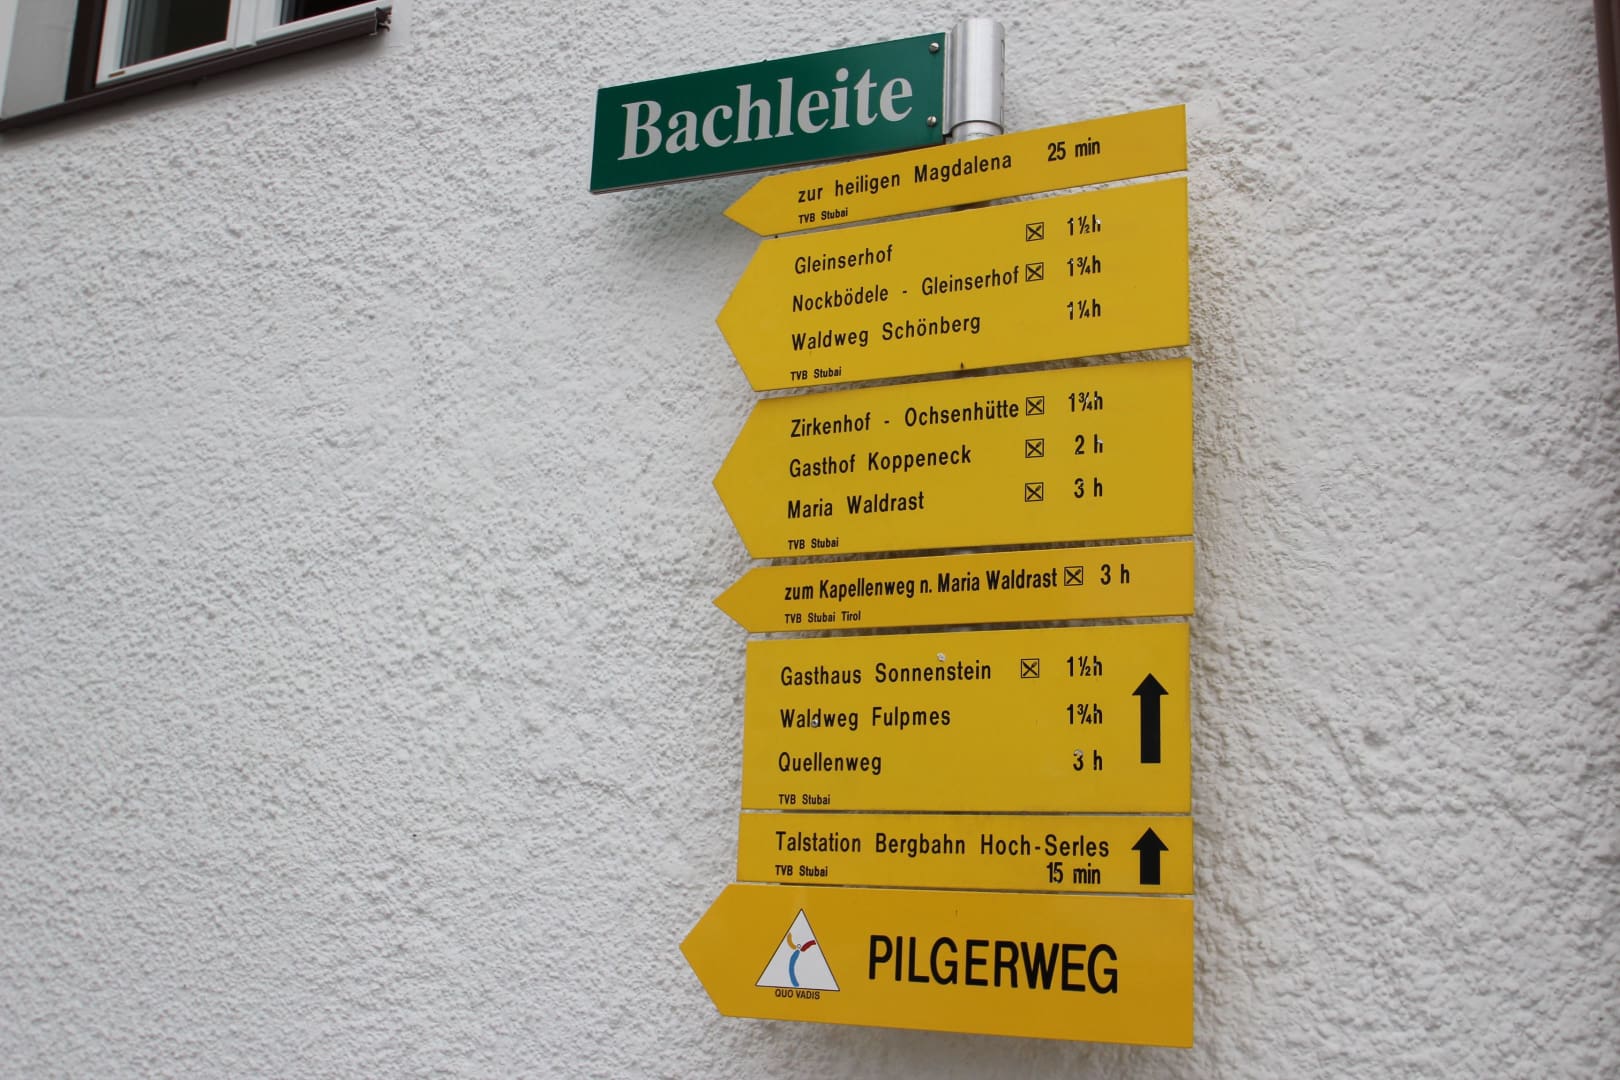 Bachleite
zur heiligen Magdalena 25 min
TVB Stubai
Gleinserhof 1½h
Nockbödele - Gleinserhof 1¾h
Waldweg Schönberg 1¼h
TVB Stubai
Zirkenhof - Ochsenhütte 1¾h
Gasthof Koppeneck 2 h
Maria Waldrast 3 h
TVB Stubai
zum Kapellenweg n. Maria Waldrast 3 h
TVB Stubai Tirol
Gasthaus Sonnenstein 1½h
Waldweg Fulpmes 1¾h
Quellenweg 3 h
TVB Stubai
Talstation Bergbahn Hoch-Serles
TVB Stubai 15 min
PILGERWEG
QUO VADIS